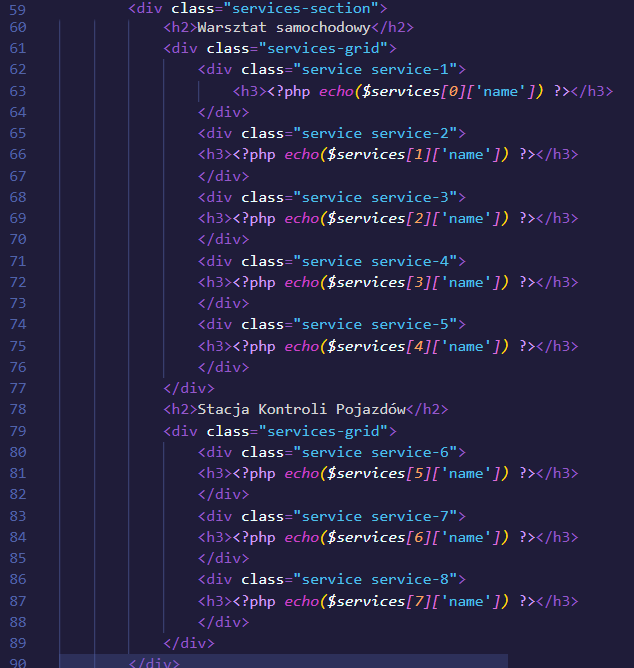 59 <div class="services-section">
60 <h2>Warsztat samochodowy</h2>
61 <div class="services-grid">
62 <div class="service service-1">
63 <h3><?php echo($services[0]['name']) ?></h3>
64 </div>
65 <div class="service service-2">
66 <h3><?php echo($services[1]['name']) ?></h3>
67 </div>
68 <div class="service service-3">
69 <h3><?php echo($services[2]['name']) ?></h3>
70 </div>
71 <div class="service service-4">
72 <h3><?php echo($services[3]['name']) ?></h3>
73 </div>
74 <div class="service service-5">
75 <h3><?php echo($services[4]['name']) ?></h3>
76 </div>
77 </div>
78 <h2>Stacja Kontroli Pojazdów</h2>
79 <div class="services-grid">
80 <div class="service service-6">
81 <h3><?php echo($services[5]['name']) ?></h3>
82 </div>
83 <div class="service service-7">
84 <h3><?php echo($services[6]['name']) ?></h3>
85 </div>
86 <div class="service service-8">
87 <h3><?php echo($services[7]['name']) ?></h3>
88 </div>
89 </div>
90 </div>